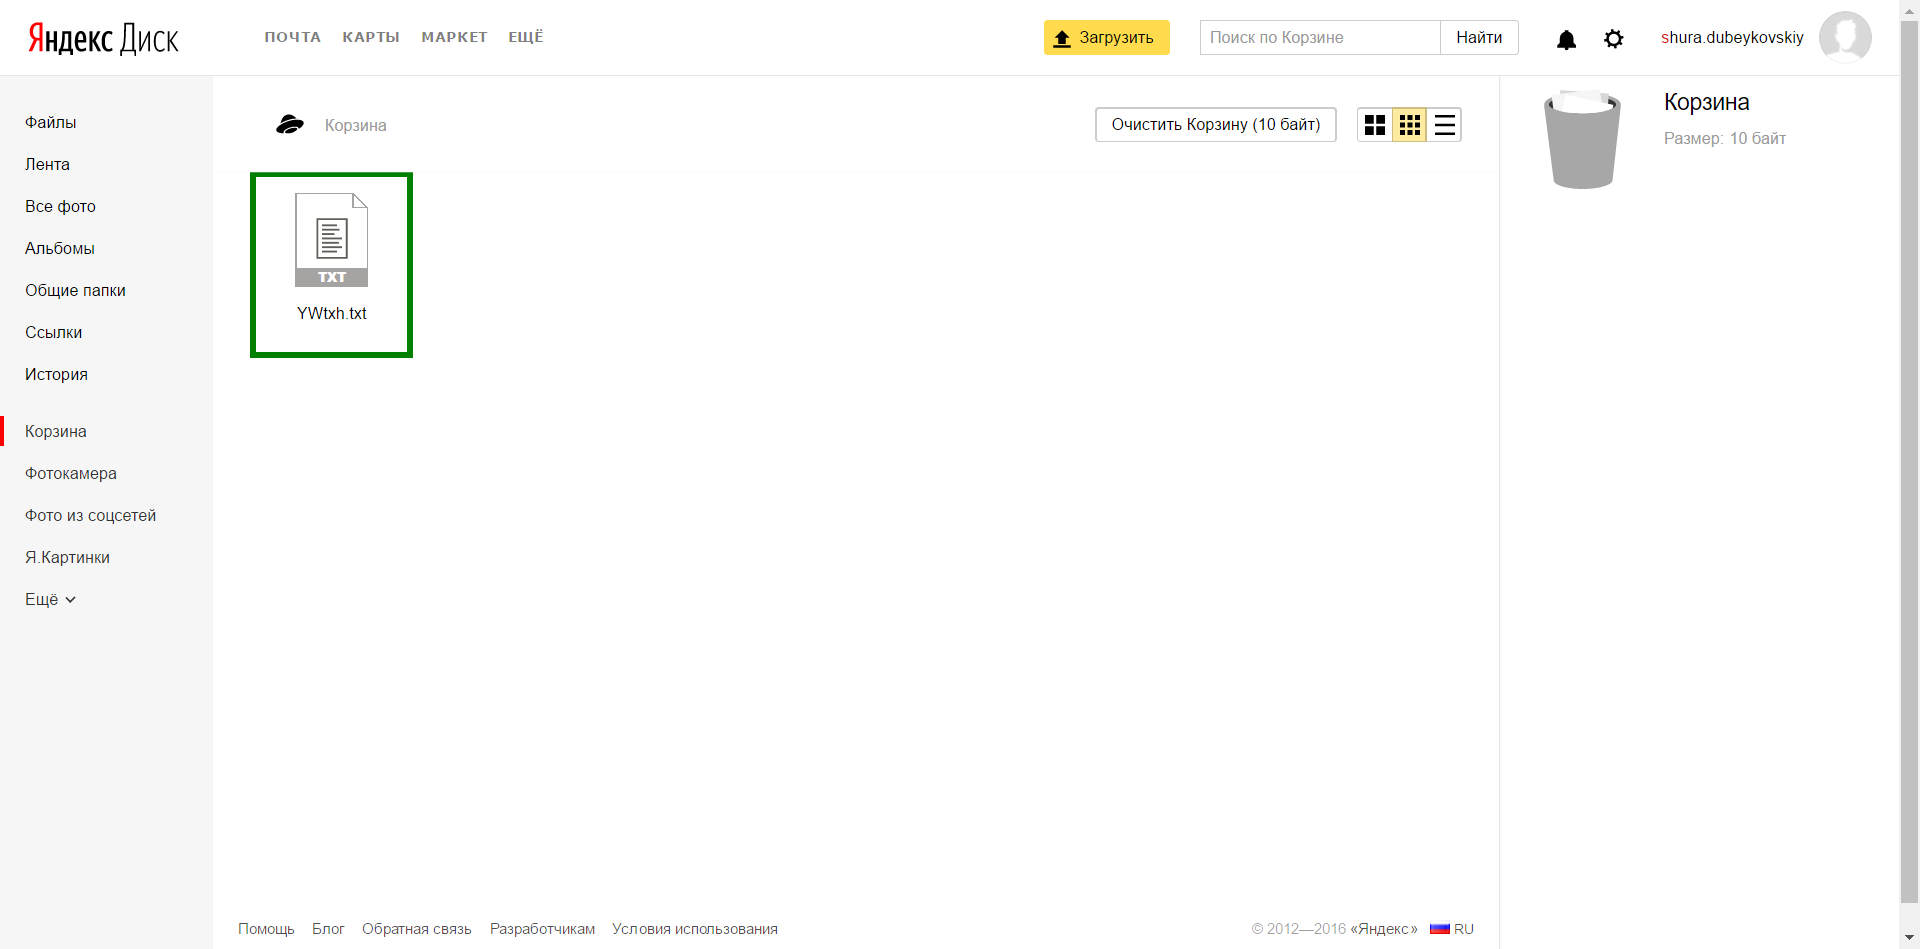 Яндекс Диск
ПОЧТА КАРТЫ МАРКЕТ ЕЩЁ
Загрузить
Поиск по Корзине
Найти
shura.dubeykovskiy
Файлы
Лента
Все фото
Альбомы
Общие папки
Ссылки
История
Корзина
Фотокамера
Фото из соцсетей
Я.Картинки
Ещё
Корзина
Очистить Корзину (10 байт)
TXT
YWtxh.txt
Корзина
Размер: 10 байт
Помощь Блог Обратная связь Разработчикам Условия использования
© 2012—2016 «Яндекс» RU